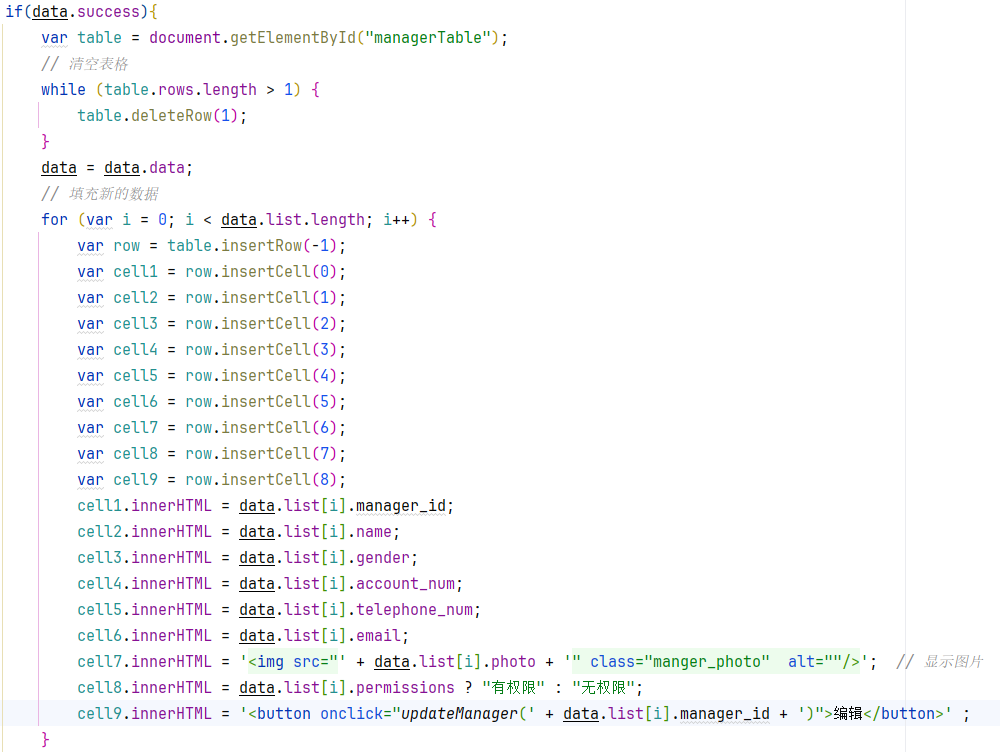 if(data.success){
var table = document.getElementById("managerTable");
// 清空表格
while (table.rows.length > 1) {
table.deleteRow(1);
}
data = data.data;
// 填充新的数据
for (var i = 0; i < data.list.length; i++) {
var row = table.insertRow(-1);
var cell1 = row.insertCell(0);
var cell2 = row.insertCell(1);
var cell3 = row.insertCell(2);
var cell4 = row.insertCell(3);
var cell5 = row.insertCell(4);
var cell6 = row.insertCell(5);
var cell7 = row.insertCell(6);
var cell8 = row.insertCell(7);
var cell9 = row.insertCell(8);
cell1.innerHTML = data.list[i].manager_id;
cell2.innerHTML = data.list[i].name;
cell3.innerHTML = data.list[i].gender;
cell4.innerHTML = data.list[i].account_num;
cell5.innerHTML = data.list[i].telephone_num;
cell6.innerHTML = data.list[i].email;
cell7.innerHTML = '<img src="' + data.list[i].photo + '" class="manger_photo"  alt=""/>';  // 显示图片
cell8.innerHTML = data.list[i].permissions ? "有权限" : "无权限";
cell9.innerHTML = '<button onclick="updateManager(' + data.list[i].manager_id + ')">编辑</button>' ;
}